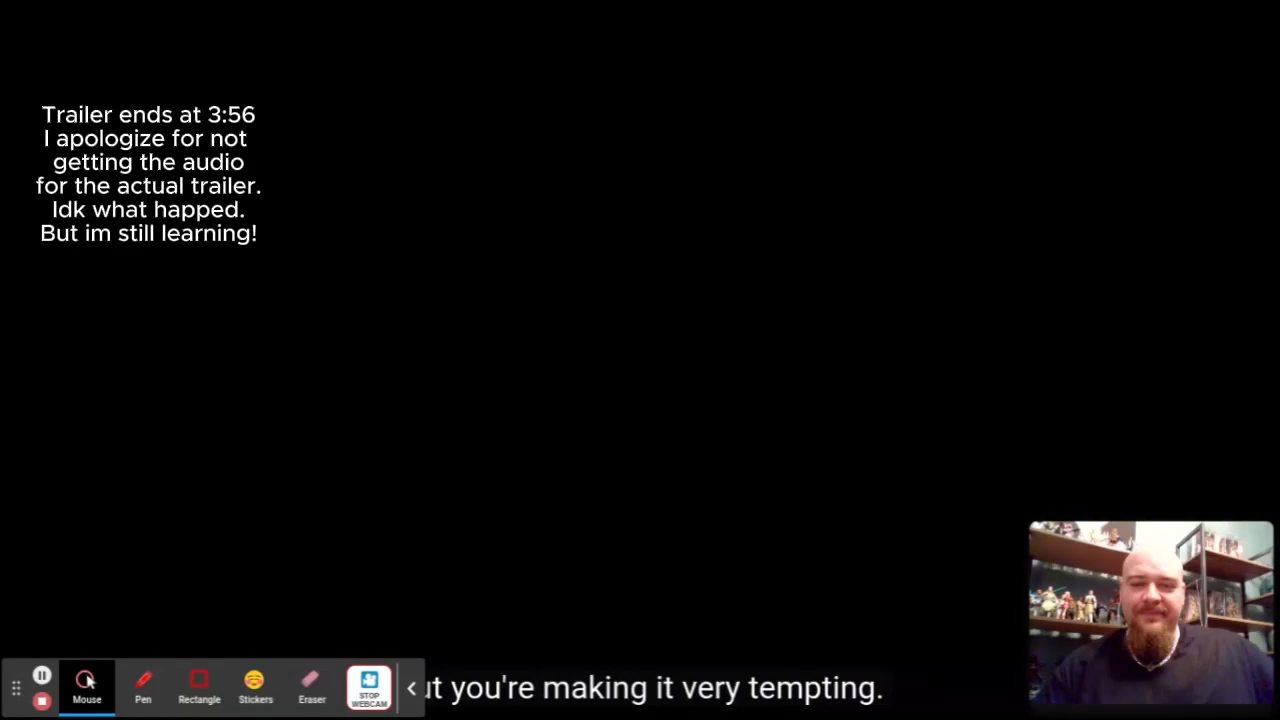 Trailer ends at 3:56
I apologize for not
getting the audio
for the actual trailer.
Idk what happed.
But im still learning!
ut you're making it very tempting.
Mouse
Pen
Rectangle
Stickers
Eraser
STOP
WEBCAM